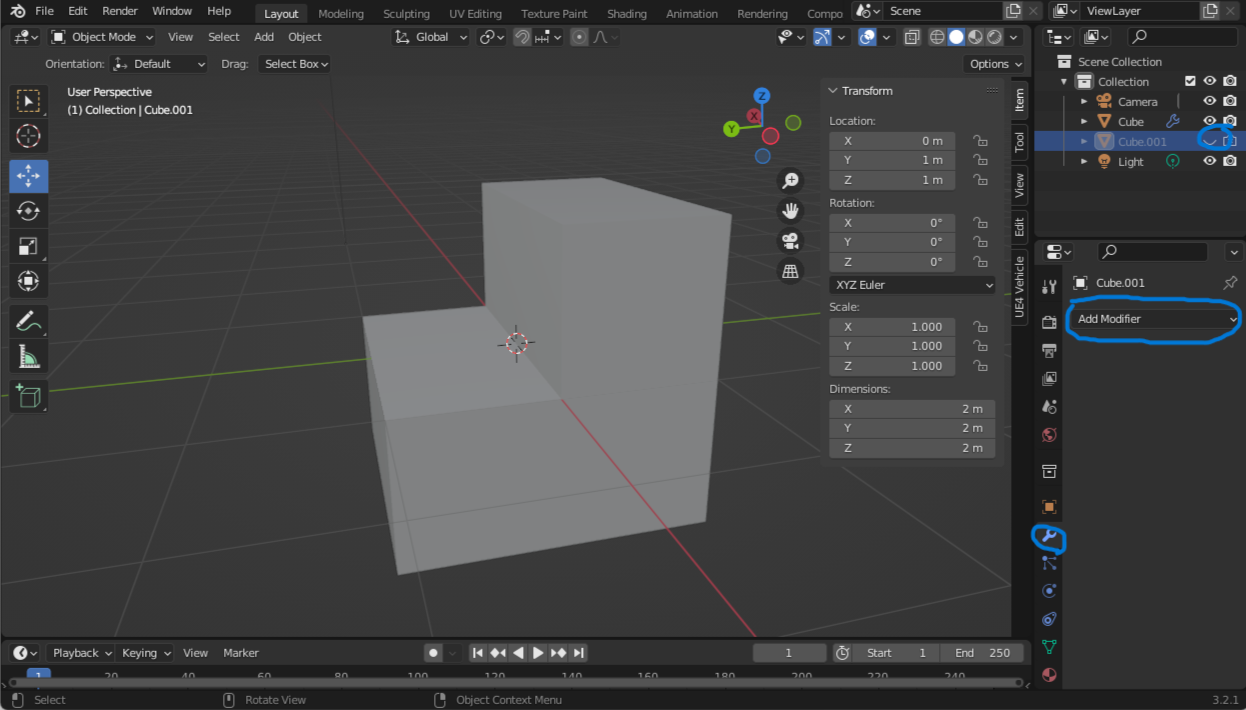 File Edit Render Window Help Layout Modeling Sculpting UV Editing Texture Paint Shading Animation Rendering Compo Scene ViewLayer
Object Mode View Select Add Object Global
Orientation: Default Drag: Select Box Options
User Perspective
(1) Collection | Cube.001
Transform
Location:
X 0 m
Y 1 m
Z 1 m
Rotation:
X 0°
Y 0°
Z 0°
XYZ Euler
Scale:
X 1.000
Y 1.000
Z 1.000
Dimensions:
X 2 m
Y 2 m
Z 2 m
Z
X
Y
Item
Tool
View
Edit
UE4 Vehicle
Scene Collection
Collection
Camera
Cube
Cube.001
Light
Cube.001
Add Modifier
Playback Keying View Marker 1 Start 1 End 250
1 20 40 60 80 100 120 140 160 180 200 220 240
Select Rotate View Object Context Menu 3.2.1